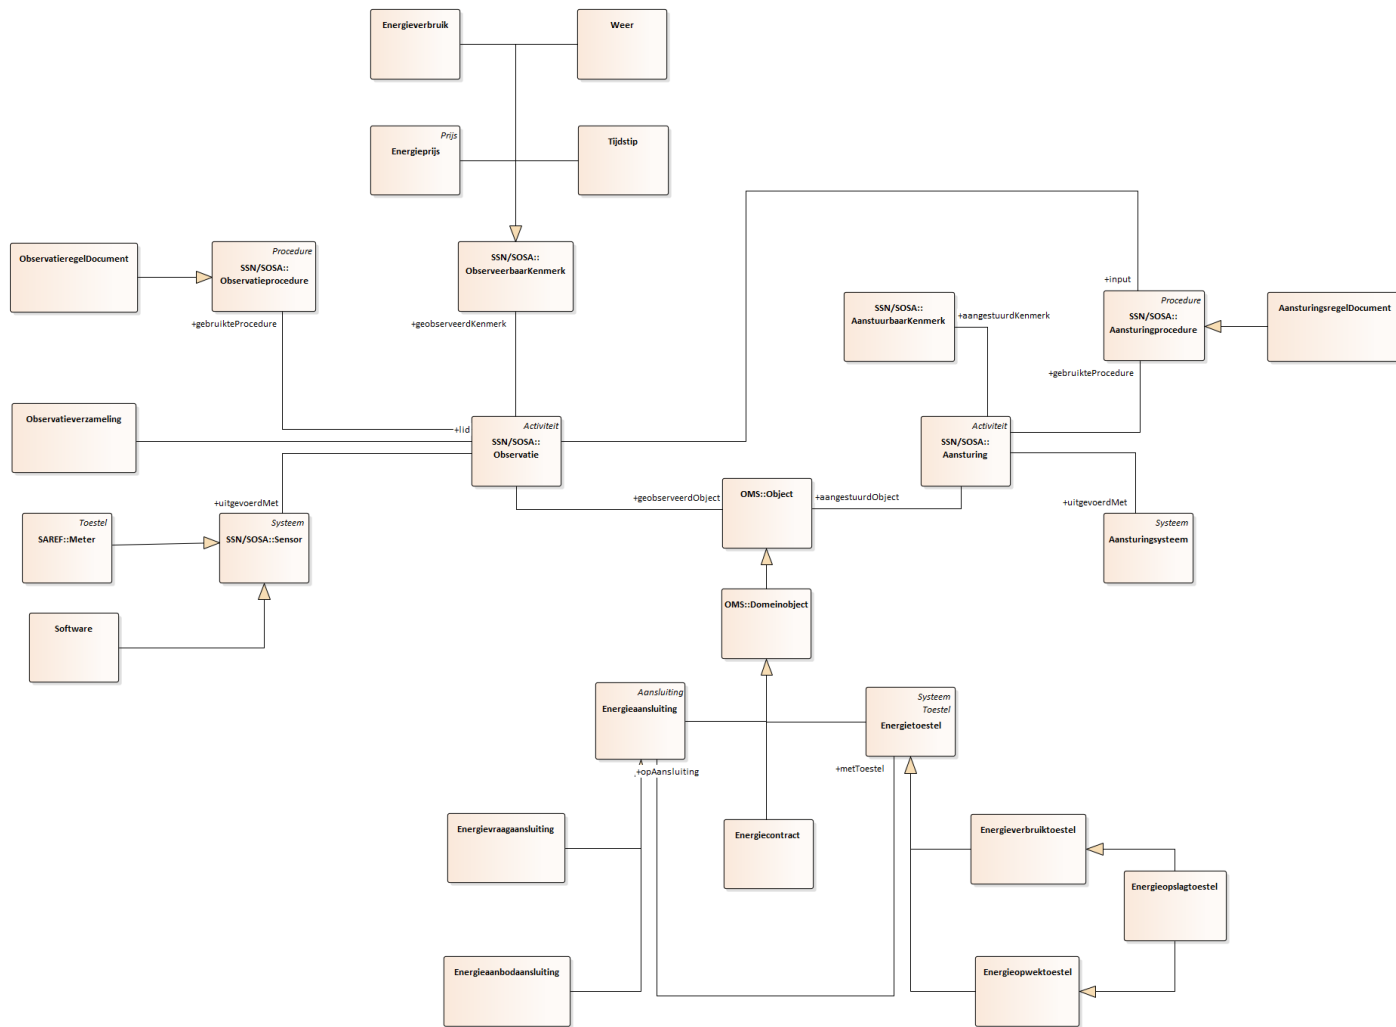 Energieverbruik
Weer
Prijs
Energieprijs
Tijdstip
ObservatieregelDocument
Procedure
SSN/SOSA::
Observatieprocedure
SSN/SOSA::
ObserveerbaarKenmerk
+input
SSN/SOSA::
AanstuurbaarKenmerk
Procedure
SSN/SOSA::
Aansturingprocedure
AansturingsregelDocument
+gebruikteProcedure
+geobserveerdKenmerk
+aangestuurdKenmerk
+gebruikteProcedure
Observatieverzameling
+lid
Activiteit
SSN/SOSA::
Observatie
Activiteit
SSN/SOSA::
Aansturing
+uitgevoerdMet
+geobserveerdObject
OMS::Object
+aangestuurdObject
+uitgevoerdMet
Toestel
SAREF::Meter
Systeem
SSN/SOSA::Sensor
Systeem
Aansturingsysteem
Software
OMS::Domeinobject
Aansluiting
Energieaansluiting
Systeem
Toestel
Energietoestel
+opAansluiting
+metToestel
Energievraagaansluiting
Energiecontract
Energieverbruiktoestel
Energieopslagtoestel
Energieaanbodaansluiting
Energieopwektoestel